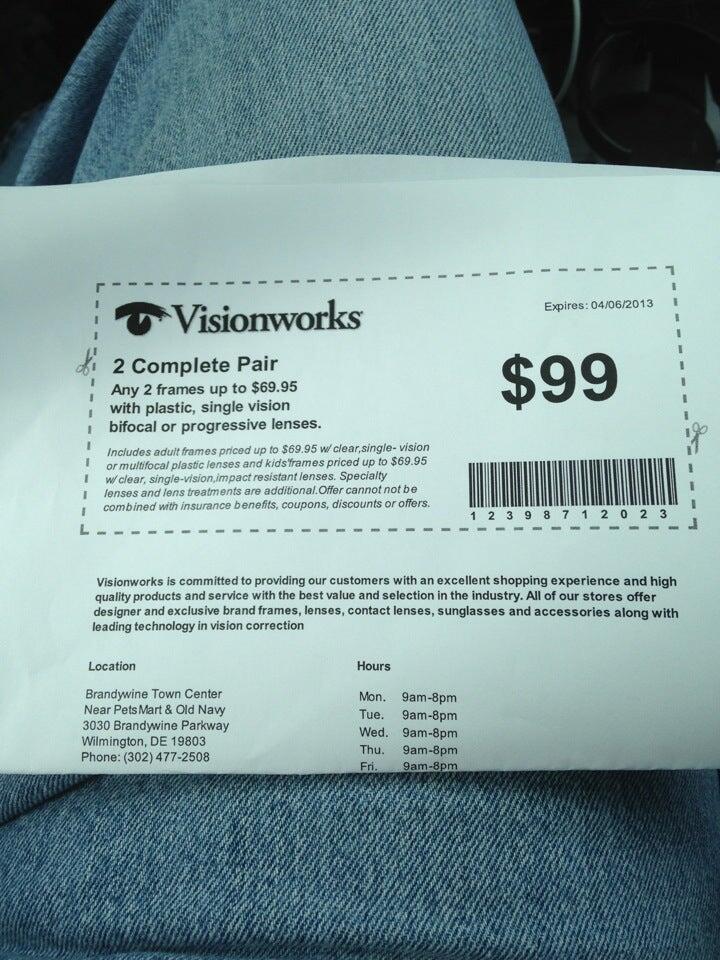 Visionworks
Expires: 04/06/2013
2 Complete Pair
$99
Any 2 frames up to $69.95
with plastic, single vision
bifocal or progressive lenses.
Includes adult frames priced up to $69.95 w/ clear,single- vision
or multifocal plastic lenses and kids'frames priced up to $69.95
w/ clear, single-vision,impact resistant lenses. Specialty
lenses and lens treatments are additional.Offer cannot not be
combined with insurance benefits, coupons, discounts or offers.
1 2 3 9 8 7 1 2 0 2 3
Visionworks is committed to providing our customers with an excellent shopping experience and high
quality products and service with the best value and selection in the industry. All of our stores offer
designer and exclusive brand frames, lenses, contact lenses, sunglasses and accessories along with
leading technology in vision correction
Location
Brandywine Town Center
Near PetsMart & Old Navy
3030 Brandywine Parkway
Wilmington, DE 19803
Phone: (302) 477-2508
Hours
Mon. 9am-8pm
Tue. 9am-8pm
Wed. 9am-8pm
Thu. 9am-8pm
Fri. 9am-8pm